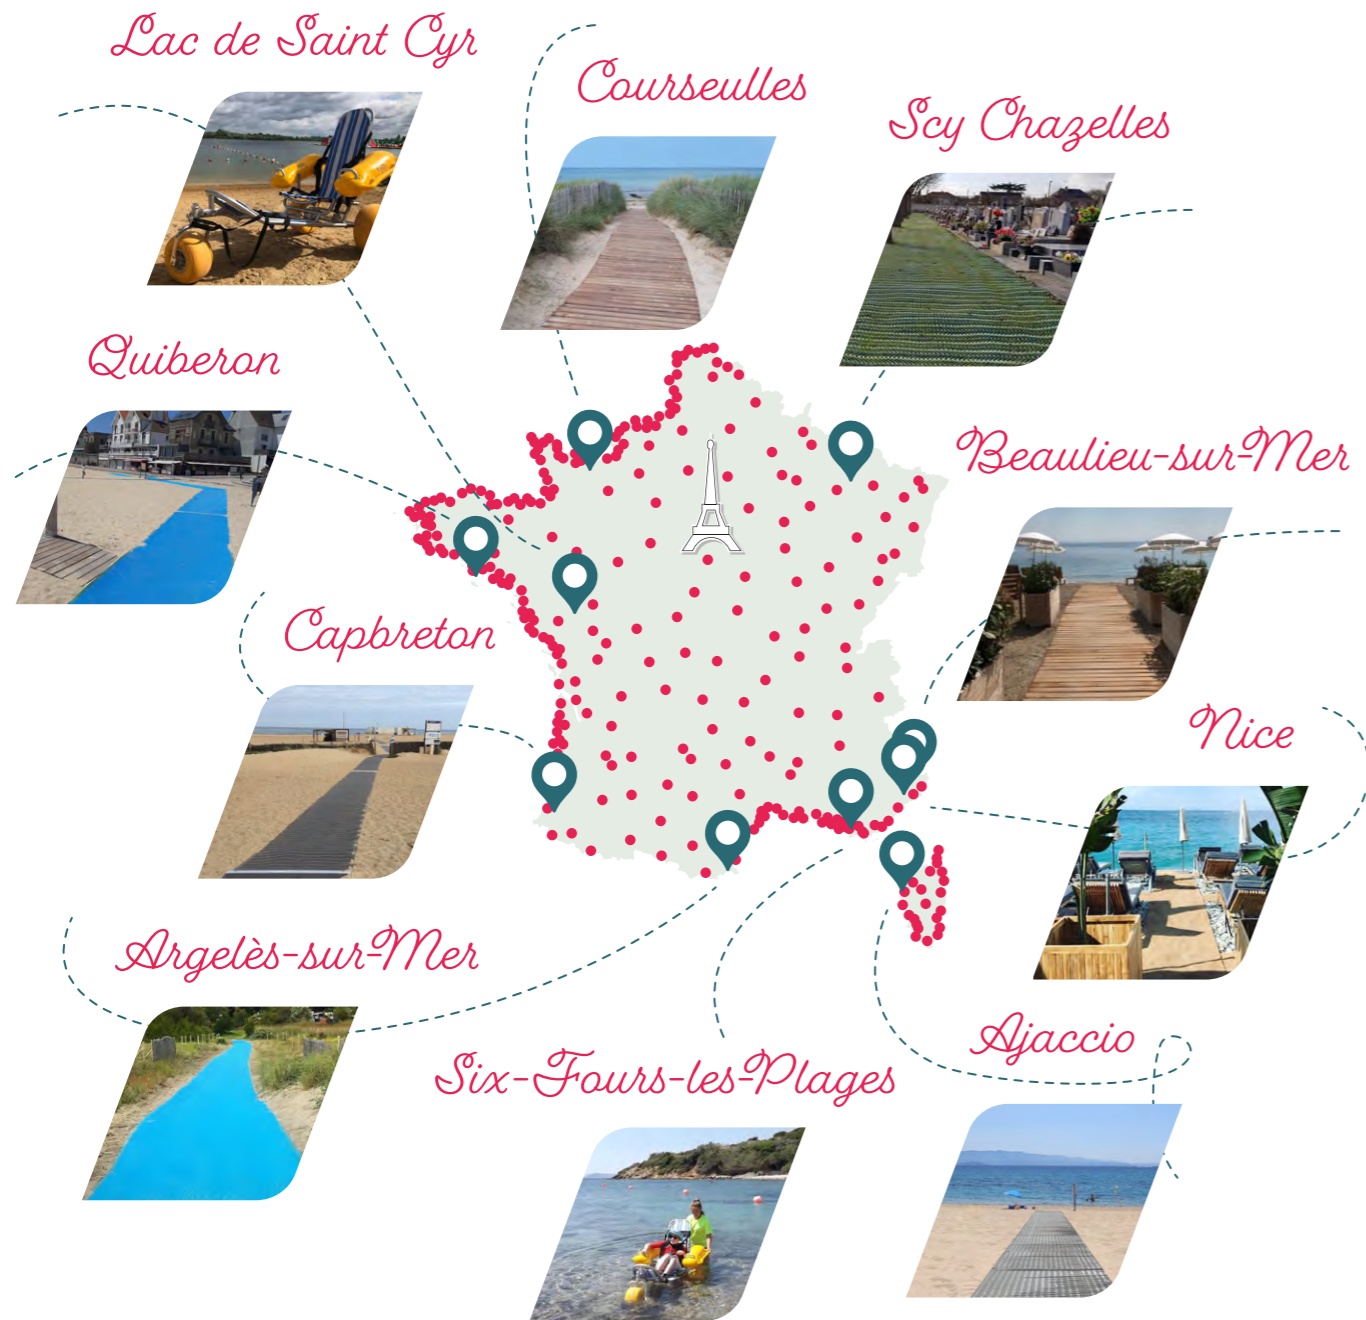 Lac de Saint Cyr
Courseulles
Scy Chazelles
Quiberon
Beaulieu-sur-Mer
Capbreton
Nice
Argelès-sur-Mer
Ajaccio
Six-Fours-les-Plages